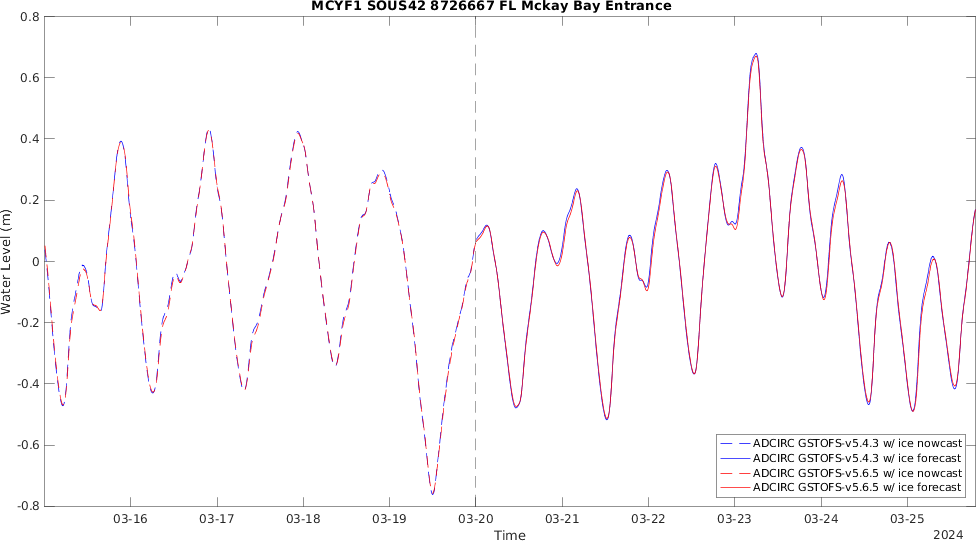 MCYF1 SOUS42 8726667 FL Mckay Bay Entrance
0.8
0.6
0.4
0.2
0
-0.2
-0.4
-0.6
-0.8
Water Level (m)
ADCIRC GSTOFS-v5.4.3 w/ ice nowcast
ADCIRC GSTOFS-v5.4.3 w/ ice forecast
ADCIRC GSTOFS-v5.6.5 w/ ice nowcast
ADCIRC GSTOFS-v5.6.5 w/ ice forecast
03-16 03-17 03-18 03-19 03-20 03-21 03-22 03-23 03-24 03-25
Time
2024